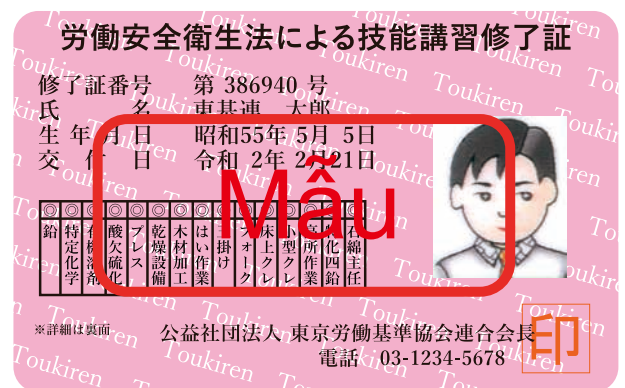 労働安全衛生法による技能講習修了証
修了証番号 第 386940 号
氏名 東基連 太郎
生年月日 昭和55年 5月 5日
交付日 令和 2年 2月21日
Mẫu
◎ ◎ ◎ ◎ ◎ ◎ ◎ ◎ ◎ ◎ ◎ ◎ ◎ ◎ ◎
鉛
特定化学
有機溶剤
酸欠硫化
プレス
乾燥設備
木材加工
はい作業
玉掛け
フォーク
床上クレ
小型クレ
高所作業
石綿主任
※詳細は裏面
公益社団法人 東京労働基準協会連合会長
電話 03-1234-5678
印
Toukiren